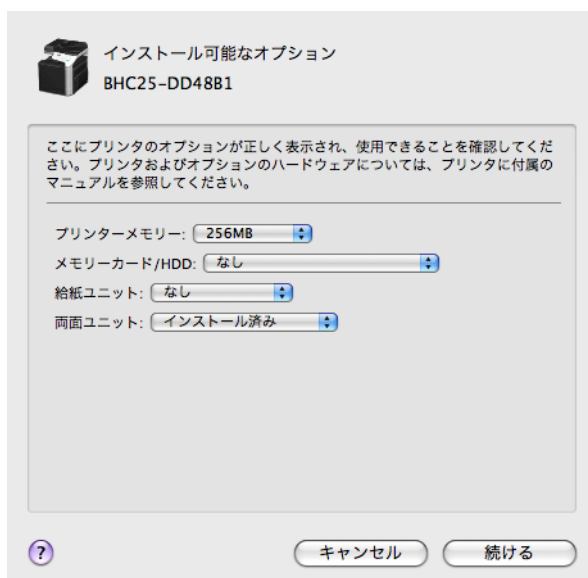 インストール可能なオプション
BHC25-DD48B1
ここにプリンタのオプションが正しく表示され、使用できることを確認してくだ
さい。プリンタおよびオプションのハードウェアについては、プリンタに付属の
マニュアルを参照してください。
プリンターメモリー: 256MB
メモリーカード/HDD: なし
給紙ユニット: なし
両面ユニット: インストール済み
? キャンセル 続ける